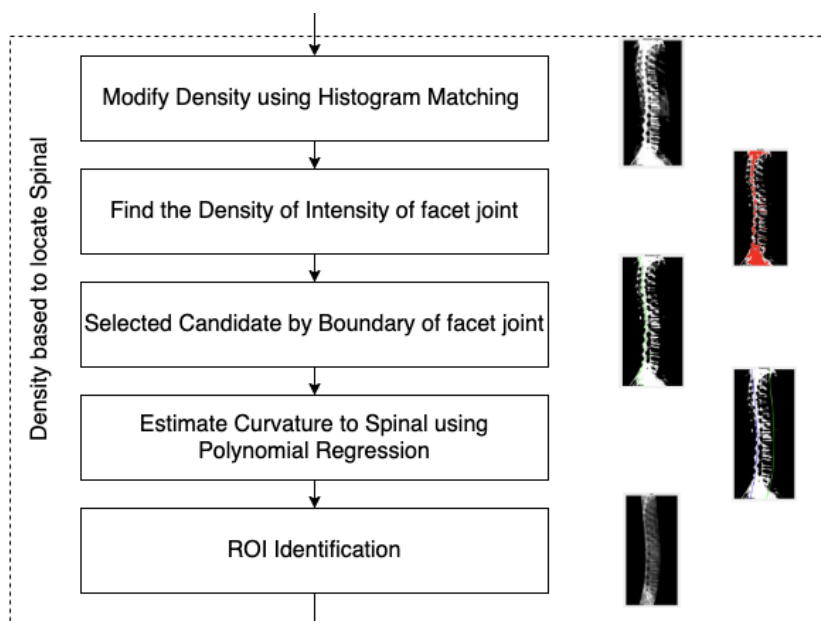 Density based to locate Spinal
Modify Density using Histogram Matching
Find the Density of Intensity of facet joint
Selected Candidate by Boundary of facet joint
Estimate Curvature to Spinal using
Polynomial Regression
ROI Identification